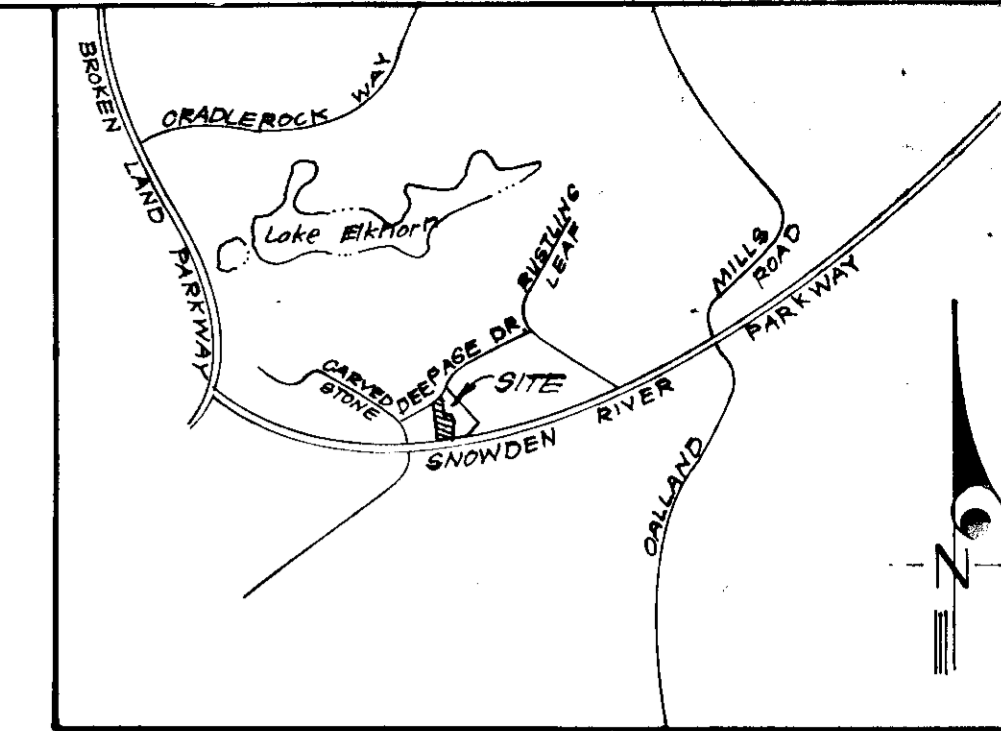 BROKEN LAND PARKWAY
CRADLEROCK WAY
Lake Elkhorn
RUSTLING
LEAF
MILLS
ROAD
PARKWAY
DEEPAGE DR.
CARVED
STONE
SITE
RIVER
SNOWDEN
OALLAND
N